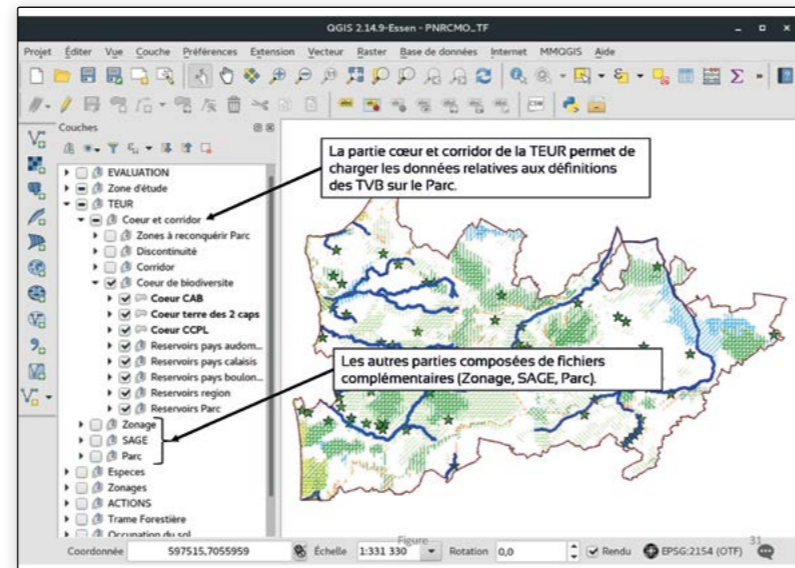 QGIS 2.14.9-Essen - PNRCMO_TF
Projet Éditer Vue Couche Préférences Extension Vecteur Raster Base de données Internet MMQGIS Aide
Couches
EVALUATION
Zone d'étude
TEUR
Coeur et corridor
Zones à reconquérir Parc
Discontinuité
Corridor
Coeur de biodiversite
Coeur CAB
Coeur terre des 2 caps
Coeur CCPL
Reservoirs pays audom...
Reservoirs pays calaisis
Reservoirs pays boulon...
Reservoirs region
Reservoirs Parc
Zonage
SAGE
Parc
Especes
Zonages
ACTIONS
Trame Forestière
Occupation du sol
La partie cœur et corridor de la TEUR permet de
charger les données relatives aux définitions
des TVB sur le Parc.
Les autres parties composées de fichiers
complémentaires (Zonage, SAGE, Parc).
Figure
31
Coordonnée 597515,7055959 Échelle 1:331 330 Rotation 0,0 Rendu EPSG:2154 (OTF)